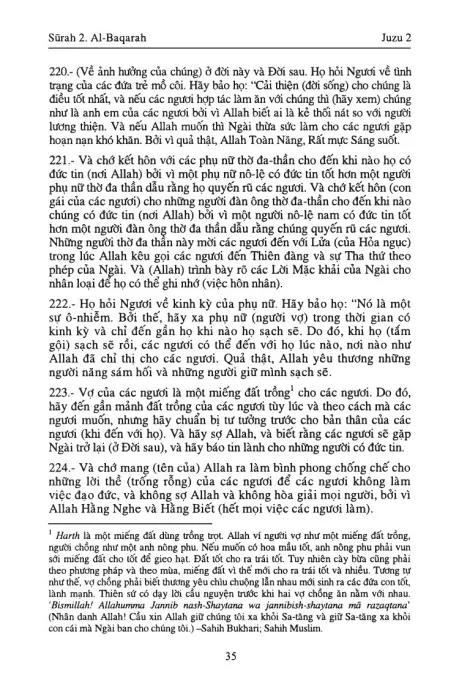 Sūrah 2. Al-Baqarah Juzu 2
220.- (Về ảnh hưởng của chúng) ở đời này và Đời sau. Họ hỏi Ngươi về tình
trạng của các đứa trẻ mồ côi. Hãy bảo họ: “Cải thiện (đời sống) cho chúng là
điều tốt nhất, và nếu các ngươi hợp tác làm ăn với chúng thì (hãy xem) chúng
như là anh em của các ngươi bởi vì Allah biết ai là kẻ thối nát so với người
lương thiện. Và nếu Allah muốn thì Ngài thừa sức làm cho các ngươi gặp
hoạn nạn khó khăn. Bởi vì quả thật, Allah Toàn Năng, Rất mực Sáng suốt.
221.- Và chớ kết hôn với các phụ nữ thờ đa-thần cho đến khi nào họ có
đức tin (nơi Allah) bởi vì một phụ nữ nô-lệ có đức tin tốt hơn một người
phụ nữ thờ đa thần dẫu rằng họ quyến rũ các ngươi. Và chớ kết hôn (con
gái của các ngươi) cho những người đàn ông thờ đa-thần cho đến khi nào
chúng có đức tin (nơi Allah) bởi vì một người nô-lệ nam có đức tin tốt
hơn một người đàn ông thờ đa thần dẫu rằng chúng quyến rũ các ngươi.
Những người thờ đa thần này mời các ngươi đến với Lửa (của Hỏa ngục)
trong lúc Allah kêu gọi các ngươi đến Thiên đàng và sự Tha thứ theo
phép của Ngài. Và (Allah) trình bày rõ các Lời Mặc khải của Ngài cho
nhân loại để họ có thể ghi nhớ (việc hôn nhân).
222.- Họ hỏi Ngươi về kinh kỳ của phụ nữ. Hãy bảo họ: “Nó là một
sự ô-nhiễm. Bởi thế, hãy xa phụ nữ (người vợ) trong thời gian có
kinh kỳ và chỉ đến gần họ khi nào họ sạch sẽ. Do đó, khi họ (tắm
gội) sạch sẽ rồi, các ngươi có thể đến với họ lúc nào, nơi nào như
Allah đã chỉ thị cho các ngươi. Quả thật, Allah yêu thương những
người năng sám hối và những người giữ mình sạch sẽ.
223.- Vợ của các ngươi là một miếng đất trồng¹ cho các ngươi. Do đó,
hãy đến gần mảnh đất trồng của các ngươi tùy lúc và theo cách mà các
ngươi muốn, nhưng hãy chuẩn bị tư tưởng trước cho bản thân của các
ngươi (khi đến với họ). Và hãy sợ Allah, và biết rằng các ngươi sẽ gặp
Ngài trở lại (ở Đời sau), và hãy báo tin lành cho những người có đức tin.
224.- Và chớ mang (tên của) Allah ra làm bình phong chống chế cho
những lời thề (trống rỗng) của các ngươi để các ngươi không làm
việc đạo đức, và không sợ Allah và không hòa giải mọi người, bởi vì
Allah Hằng Nghe và Hằng Biết (hết mọi việc các ngươi làm).
¹ Harth là một miếng đất dùng trồng trọt. Allah ví người vợ như một miếng đất trồng,
người chồng như một anh nông phu. Nếu muốn có hoa mầu tốt, anh nông phu phải vun
sới miếng đất cho tốt để gieo hạt. Đất tốt cho ra trái tốt. Tuy nhiên cày bừa cũng phải
theo phương pháp và theo mùa, miếng đất vì thế mới cho ra trái tốt và nhiều. Tương tự
như thế, vợ chồng phải biết thương yêu chìu chuộng lẫn nhau mới sinh ra các đứa con tốt,
lành mạnh. Thiên sứ có dạy lời cầu nguyện trước khi hai vợ chồng ăn nằm với nhau.
‘Bismillah! Allahumma Jannib nash-Shaytana wa jannibish-shaytana mā razaqtana’
(Nhân danh Allah! Cầu xin Allah giữ chúng tôi xa khỏi Sa-tăng và giữ Sa-tăng xa khỏi
con cái mà Ngài ban cho chúng tôi.) –Sahih Bukhari; Sahih Muslim.
35